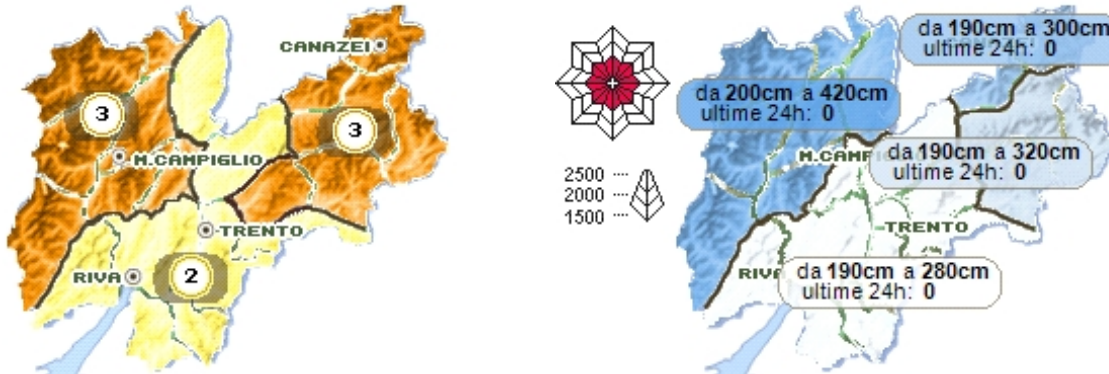 CANAZEI
3
3
M.CAMPIGLIO
TRENTO
RIVA
2
2500
2000
1500
da 190cm a 300cm
ultime 24h: 0
da 200cm a 420cm
ultime 24h: 0
M.CAMP
da 190cm a 320cm
ultime 24h: 0
TRENTO
RIVA
da 190cm a 280cm
ultime 24h: 0